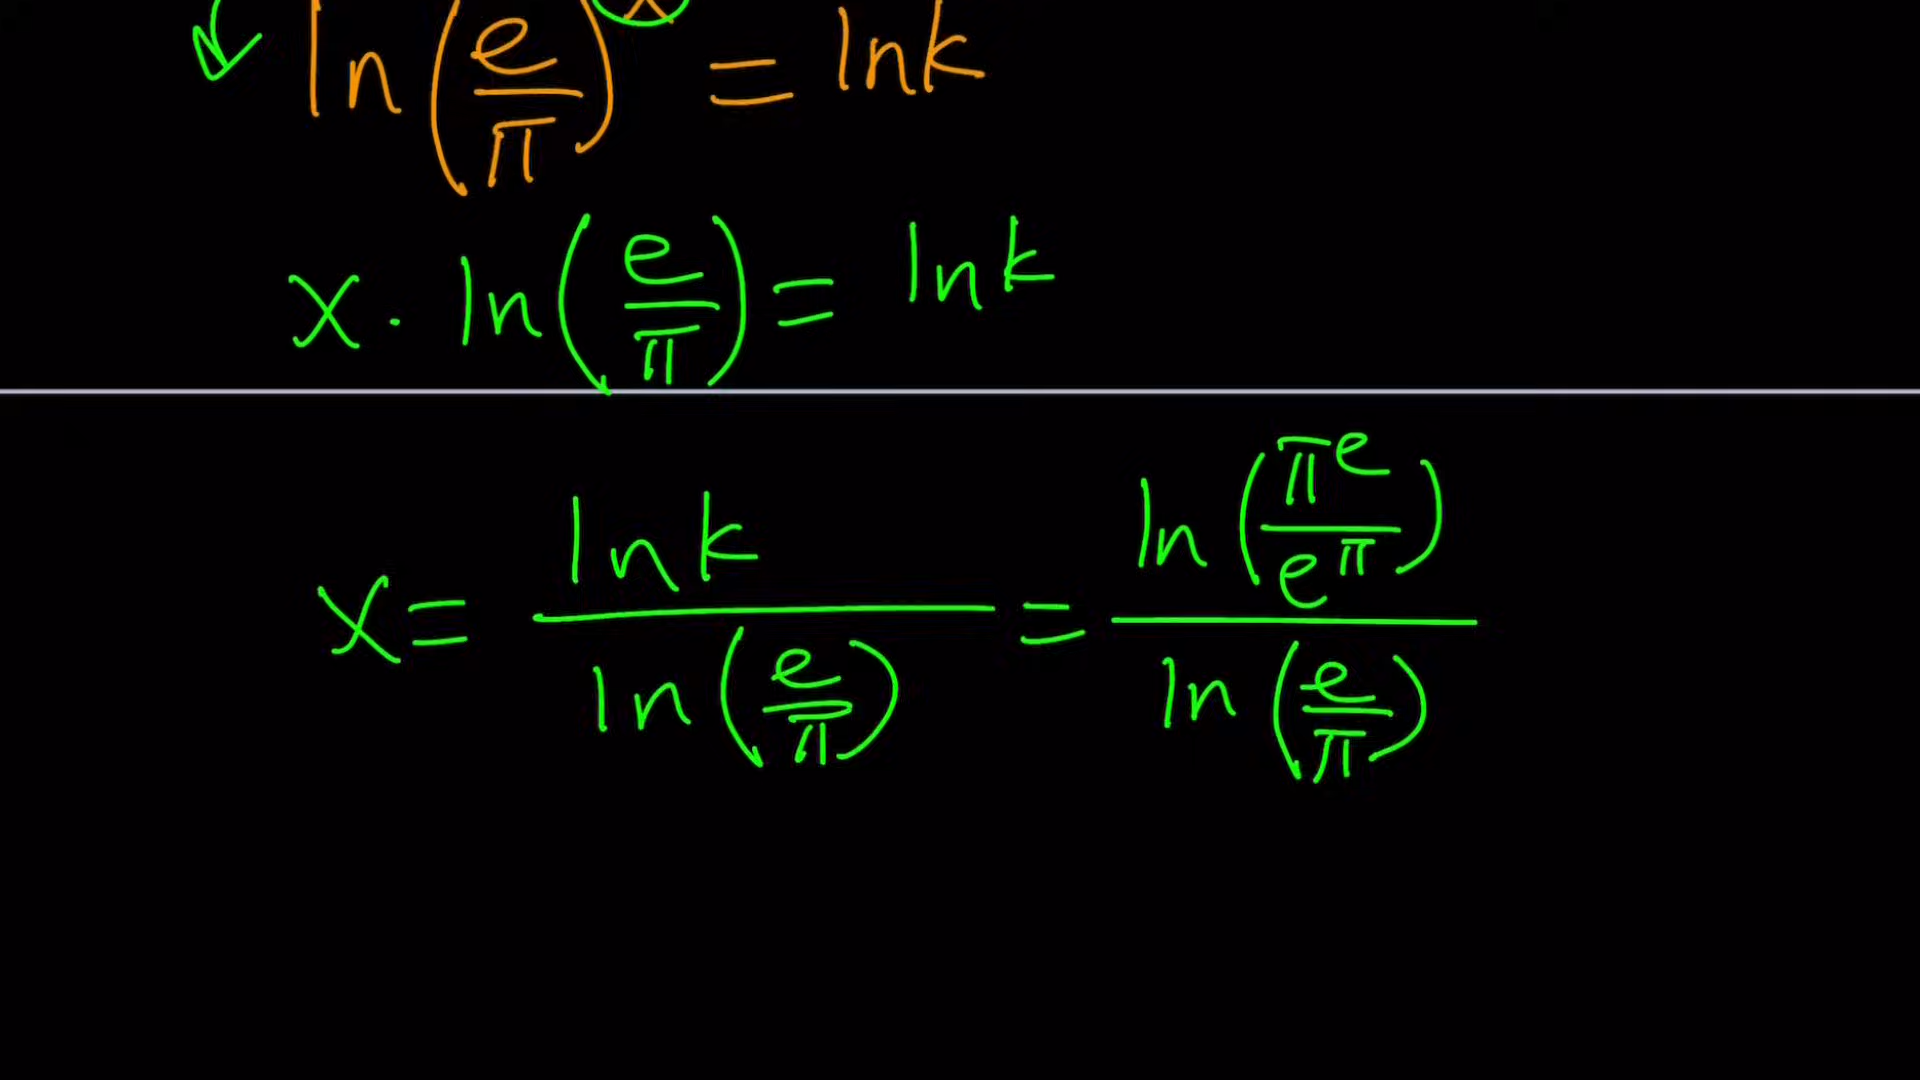 ln(e/π)^x = ln k
x · ln(e/π) = ln k
x = ln k / ln(e/π) = ln(π^e/e^π) / ln(e/π)